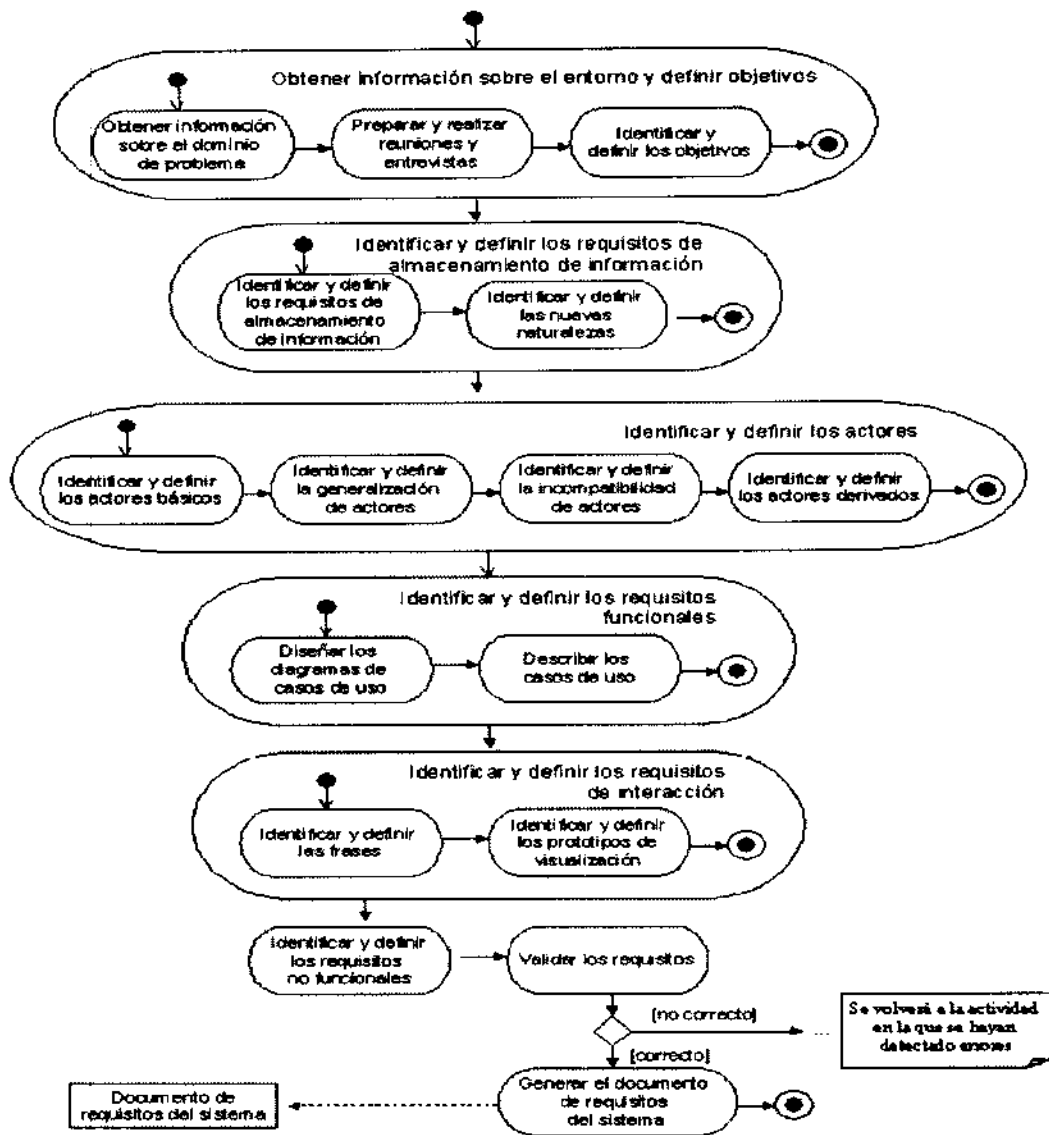 Obtener información sobre el entorno y definir objetivos
Obtener información
sobre el dominio
de problema
Preparar y realizar
reuniones y
entrevistas
Identificar y
definir los objetivos
Identificar y definir los requisitos de
almacenamiento de información
Identificar y definir
los requisitos de
almacenamiento
de información
Identificar y definir
las nuevas
naturalezas
Identificar y definir los actores
Identificar y definir
los actores básicos
Identificar y definir
la generalización
de actores
Identificar y definir
la incompatibilidad
de actores
Identificar y definir
los actores derivados
Identificar y definir los requisitos
funcionales
Diseñar los
diagramas de
casos de uso
Describir los
casos de uso
Identificar y definir los requisitos
de interacción
Identificar y definir
las frases
Identificar y definir
los prototipos de
visualización
Identificar y definir
los requisitos
no funcionales
Validar los requisitos
[no correcto]
...
Se volverá a la actividad
en la que se hayan
detectado errores
[correcto]
Generar el documento
de requisitos
del sistema
Documento de
requisitos del sistema